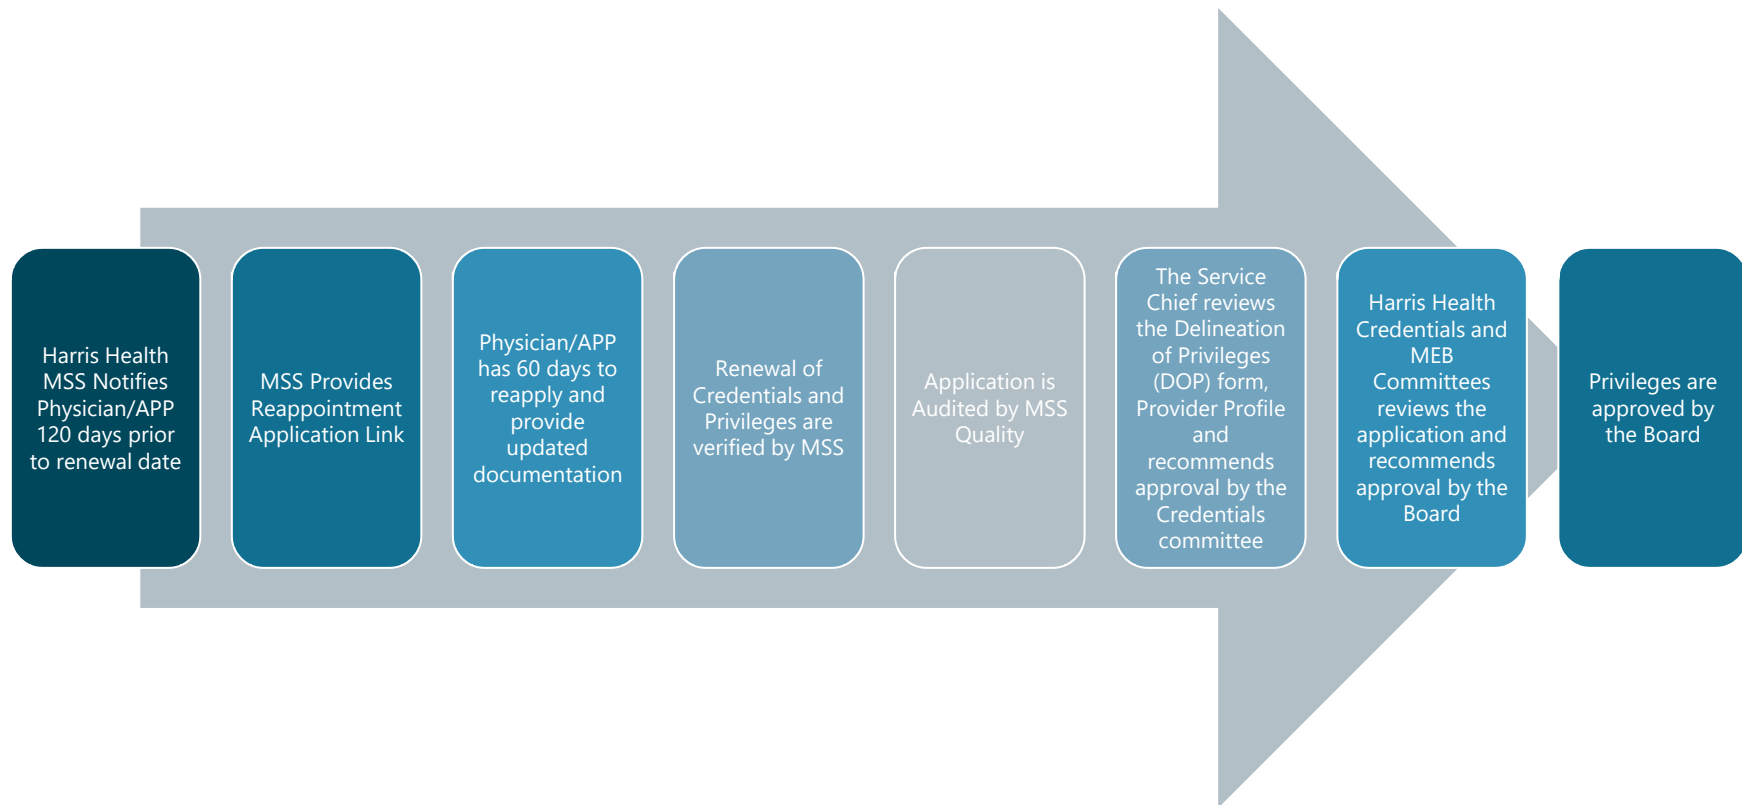 Harris Health
MSS Notifies
Physician/APP
120 days prior
to renewal date
MSS Provides
Reappointment
Application Link
Physician/APP
has 60 days to
reapply and
provide
updated
documentation
Renewal of
Credentials and
Privileges are
verified by MSS
Application is
Audited by MSS
Quality
The Service
Chief reviews
the Delineation
of Privileges
(DOP) form,
Provider Profile
and
recommends
approval by the
Credentials
committee
Harris Health
Credentials and
MEB
Committees
reviews the
application and
recommends
approval by the
Board
Privileges are
approved by
the Board